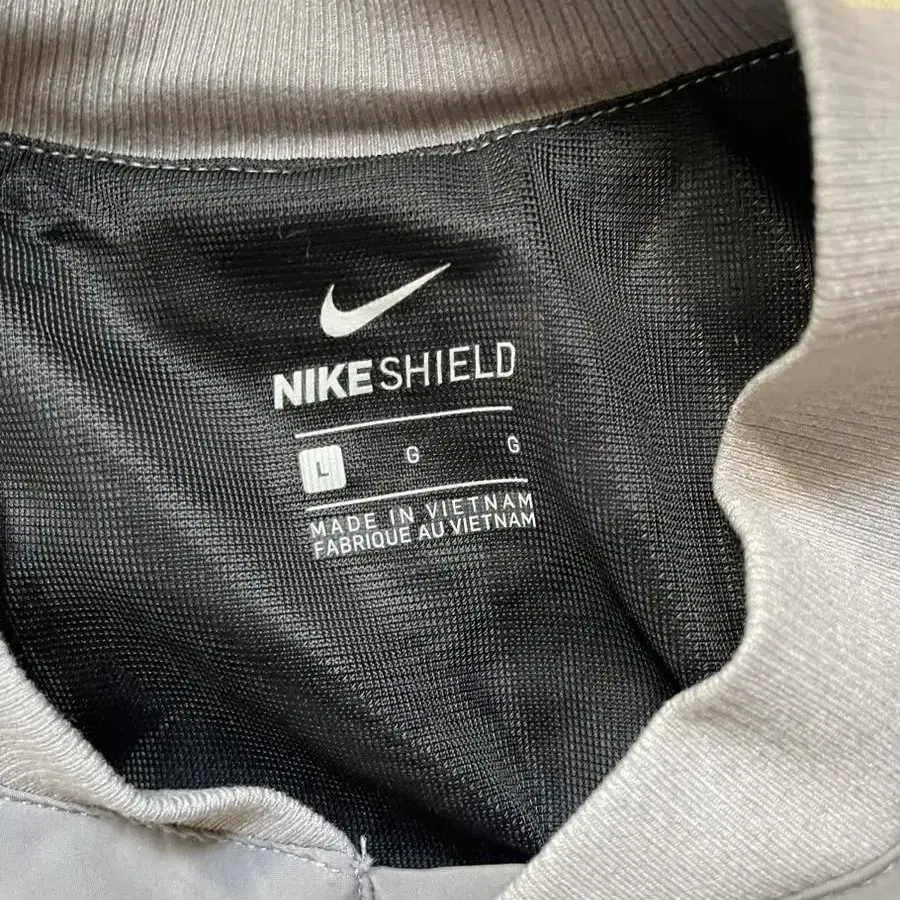 NIKE SHIELD
L G G
MADE IN VIETNAM
FABRIQUE AU VIETNAM